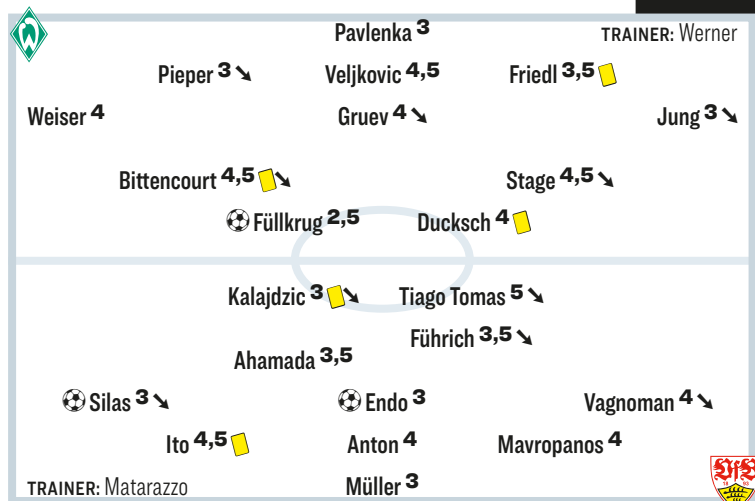 Pavlenka 3
TRAINER: Werner
Pieper 3
Veljkovic 4,5
Friedl 3,5
Weiser 4
Gruev 4
Jung 3
Bittencourt 4,5
Stage 4,5
Füllkrug 2,5
Ducksch 4
Kalajdzic 3
Tiago Tomas 5
Führich 3,5
Ahamada 3,5
Silas 3
Endo 3
Vagnoman 4
Ito 4,5
Anton 4
Mavropanos 4
TRAINER: Matarazzo
Müller 3
VfB